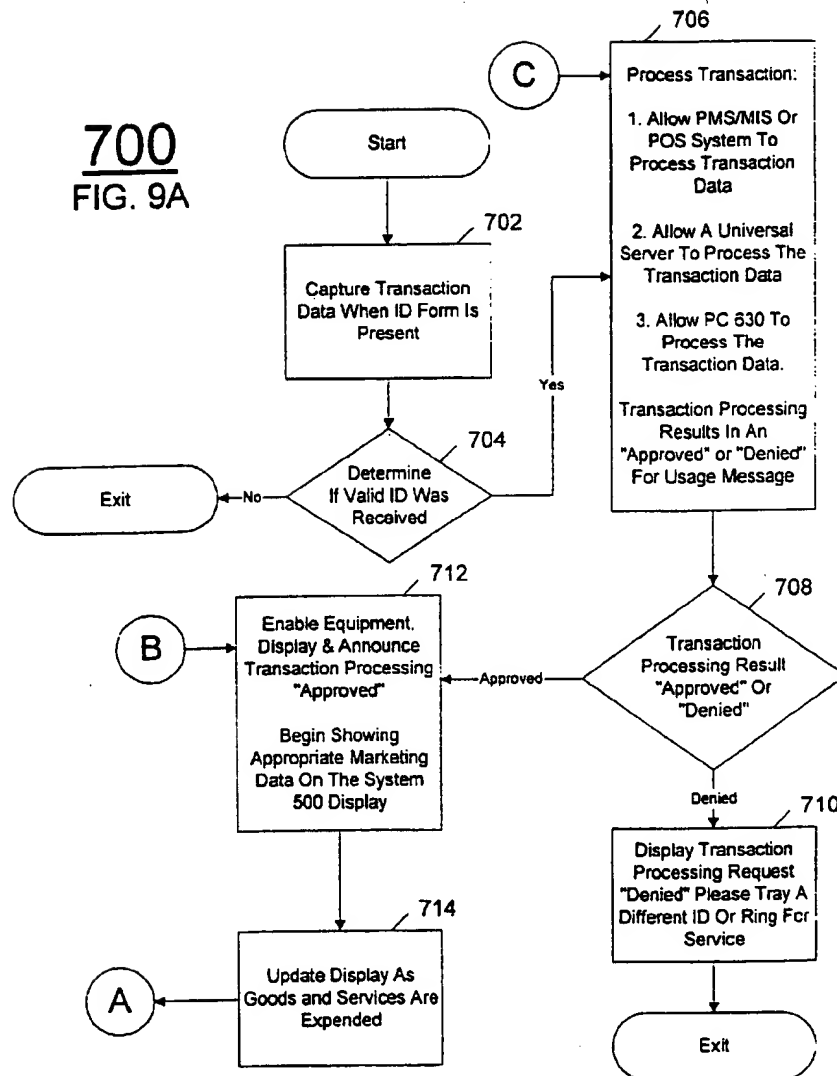 700
FIG. 9A
Start
702
Capture Transaction
Data When ID Form Is
Present
704
Determine
If Valid ID Was
Received
No
Exit
Yes
C
706
Process Transaction:
1. Allow PMS/MIS Or
POS System To
Process Transaction
Data
2. Allow A Universal
Server To Process The
Transaction Data
3. Allow PC 630 To
Process The
Transaction Data.
Transaction Processing
Results In An
"Approved" or "Denied"
For Usage Message
708
Transaction
Processing Result
"Approved" Or
"Denied"
Approved
Denied
710
Display Transaction
Processing Request
"Denied" Please Tray A
Different ID Or Ring For
Service
Exit
B
712
Enable Equipment.
Display & Announce
Transaction Processing
"Approved"
Begin Showing
Appropriate Marketing
Data On The System
500 Display
714
Update Display As
Goods and Services Are
Expended
A